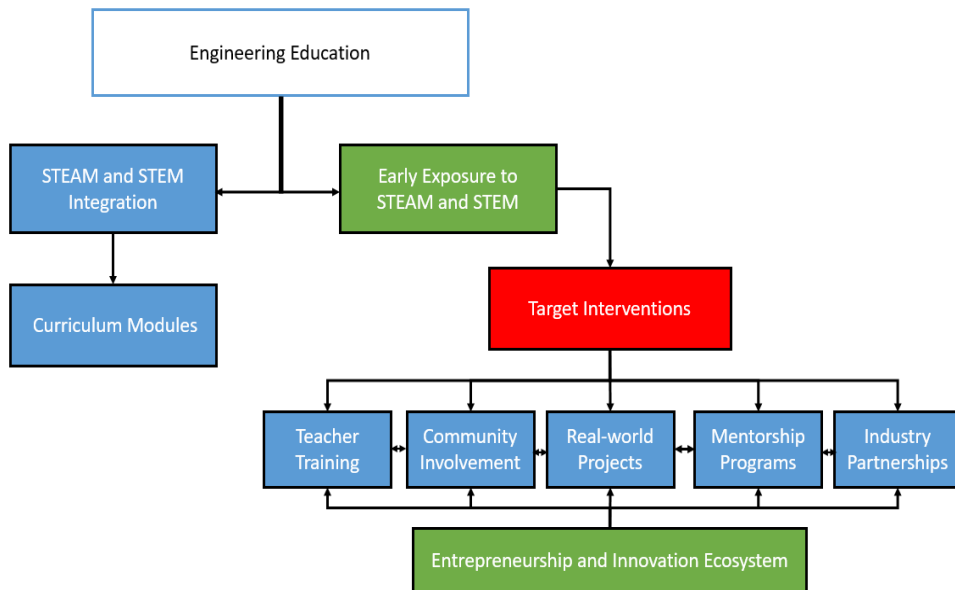 Engineering Education
STEAM and STEM
Integration
Early Exposure to
STEAM and STEM
Target Interventions
Curriculum Modules
Teacher
Training
Community
Involvement
Real-world
Projects
Mentorship
Programs
Industry
Partnerships
Entrepreneurship and Innovation Ecosystem